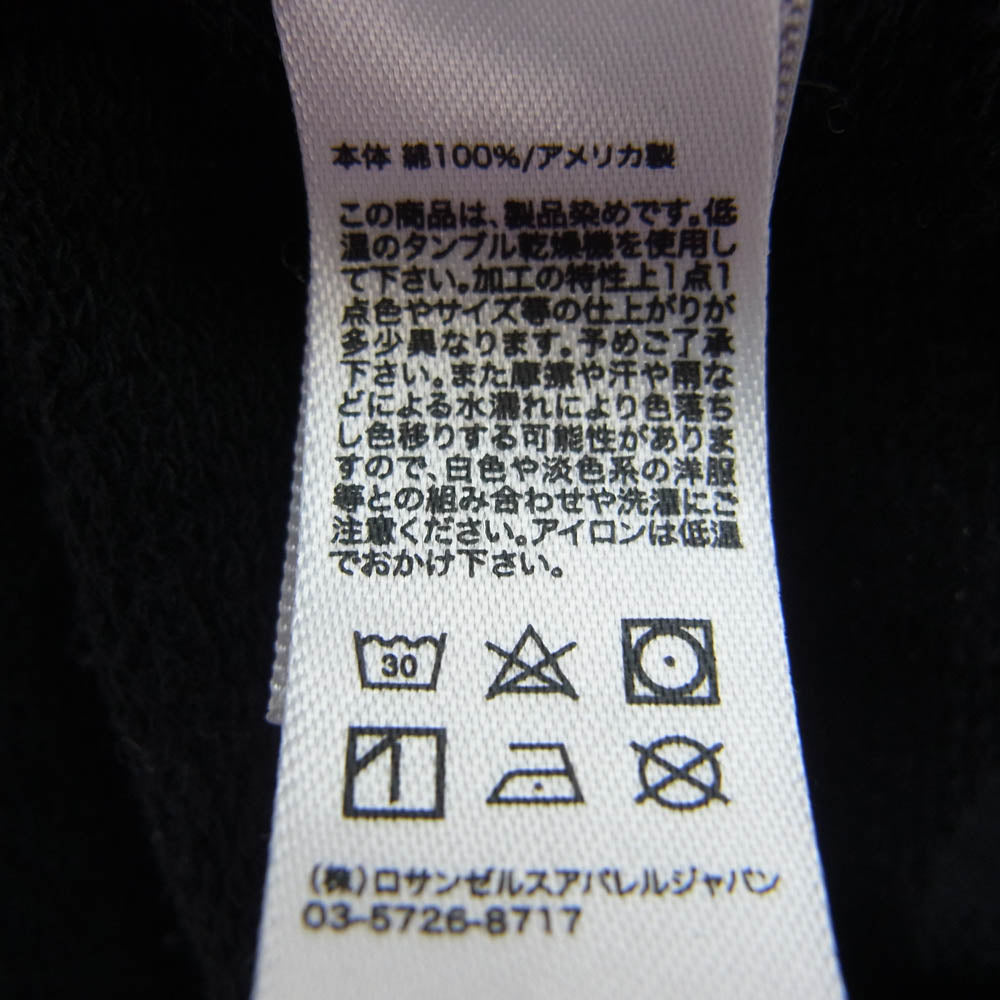 本体 綿100%/アメリカ製
この商品は、製品染めです。低
温のタンブル乾燥機を使用し
て下さい。加工の特性上1点1
点色やサイズ等の仕上がりが
多少異なります。予めご了承
下さい。また摩擦や汗や雨な
どによる水濡れにより色落ち
し色移りする可能性がありま
すので、白色や淡色系の洋服
等との組み合わせや洗濯にご
注意ください。アイロンは低温
でおかけ下さい。
30
(株)ロサンゼルスアパレルジャパン
03-5726-8717